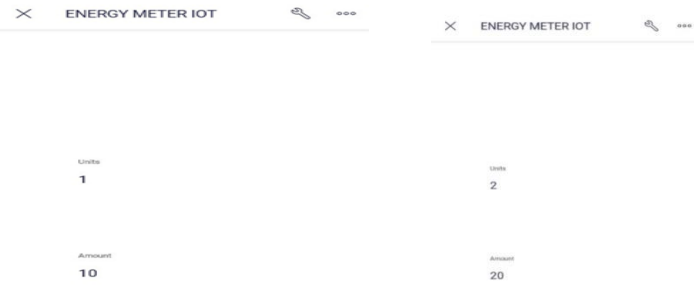 ENERGY METER IOT
Units
1
Amount
10
ENERGY METER IOT
Units
2
Amount
20